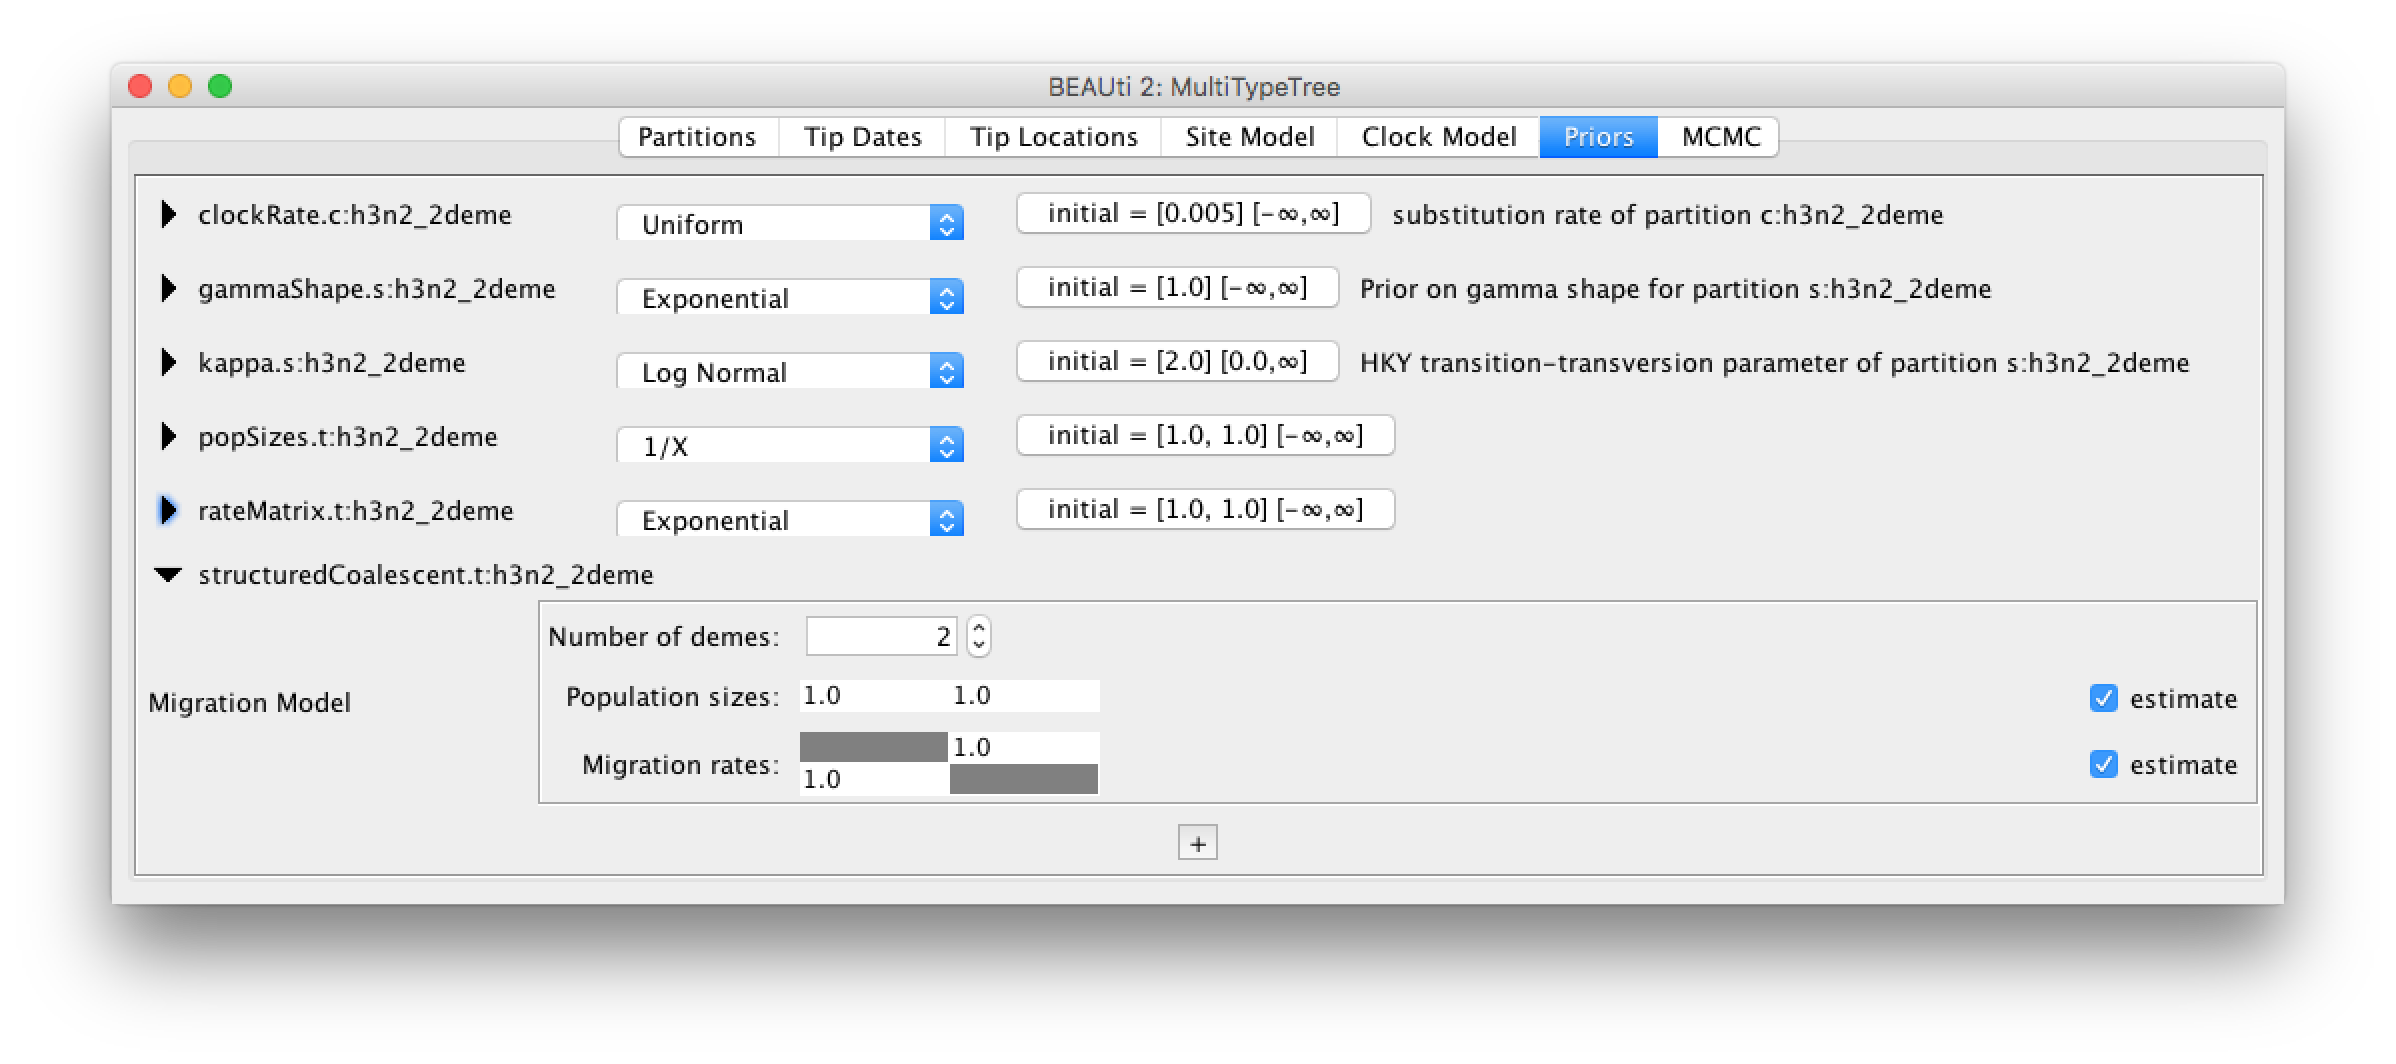 BEAUti 2: MultiTypeTree
Partitions Tip Dates Tip Locations Site Model Clock Model Priors MCMC
clockRate.c:h3n2_2deme Uniform initial = [0.005] [-∞,∞] substitution rate of partition c:h3n2_2deme
gammaShape.s:h3n2_2deme Exponential initial = [1.0] [-∞,∞] Prior on gamma shape for partition s:h3n2_2deme
kappa.s:h3n2_2deme Log Normal initial = [2.0] [0.0,∞] HKY transition-transversion parameter of partition s:h3n2_2deme
popSizes.t:h3n2_2deme 1/X initial = [1.0, 1.0] [-∞,∞]
rateMatrix.t:h3n2_2deme Exponential initial = [1.0, 1.0] [-∞,∞]
structuredCoalescent.t:h3n2_2deme
Number of demes: 2
Migration Model
Population sizes: 1.0 1.0 estimate
Migration rates: 1.0 estimate
1.0
+